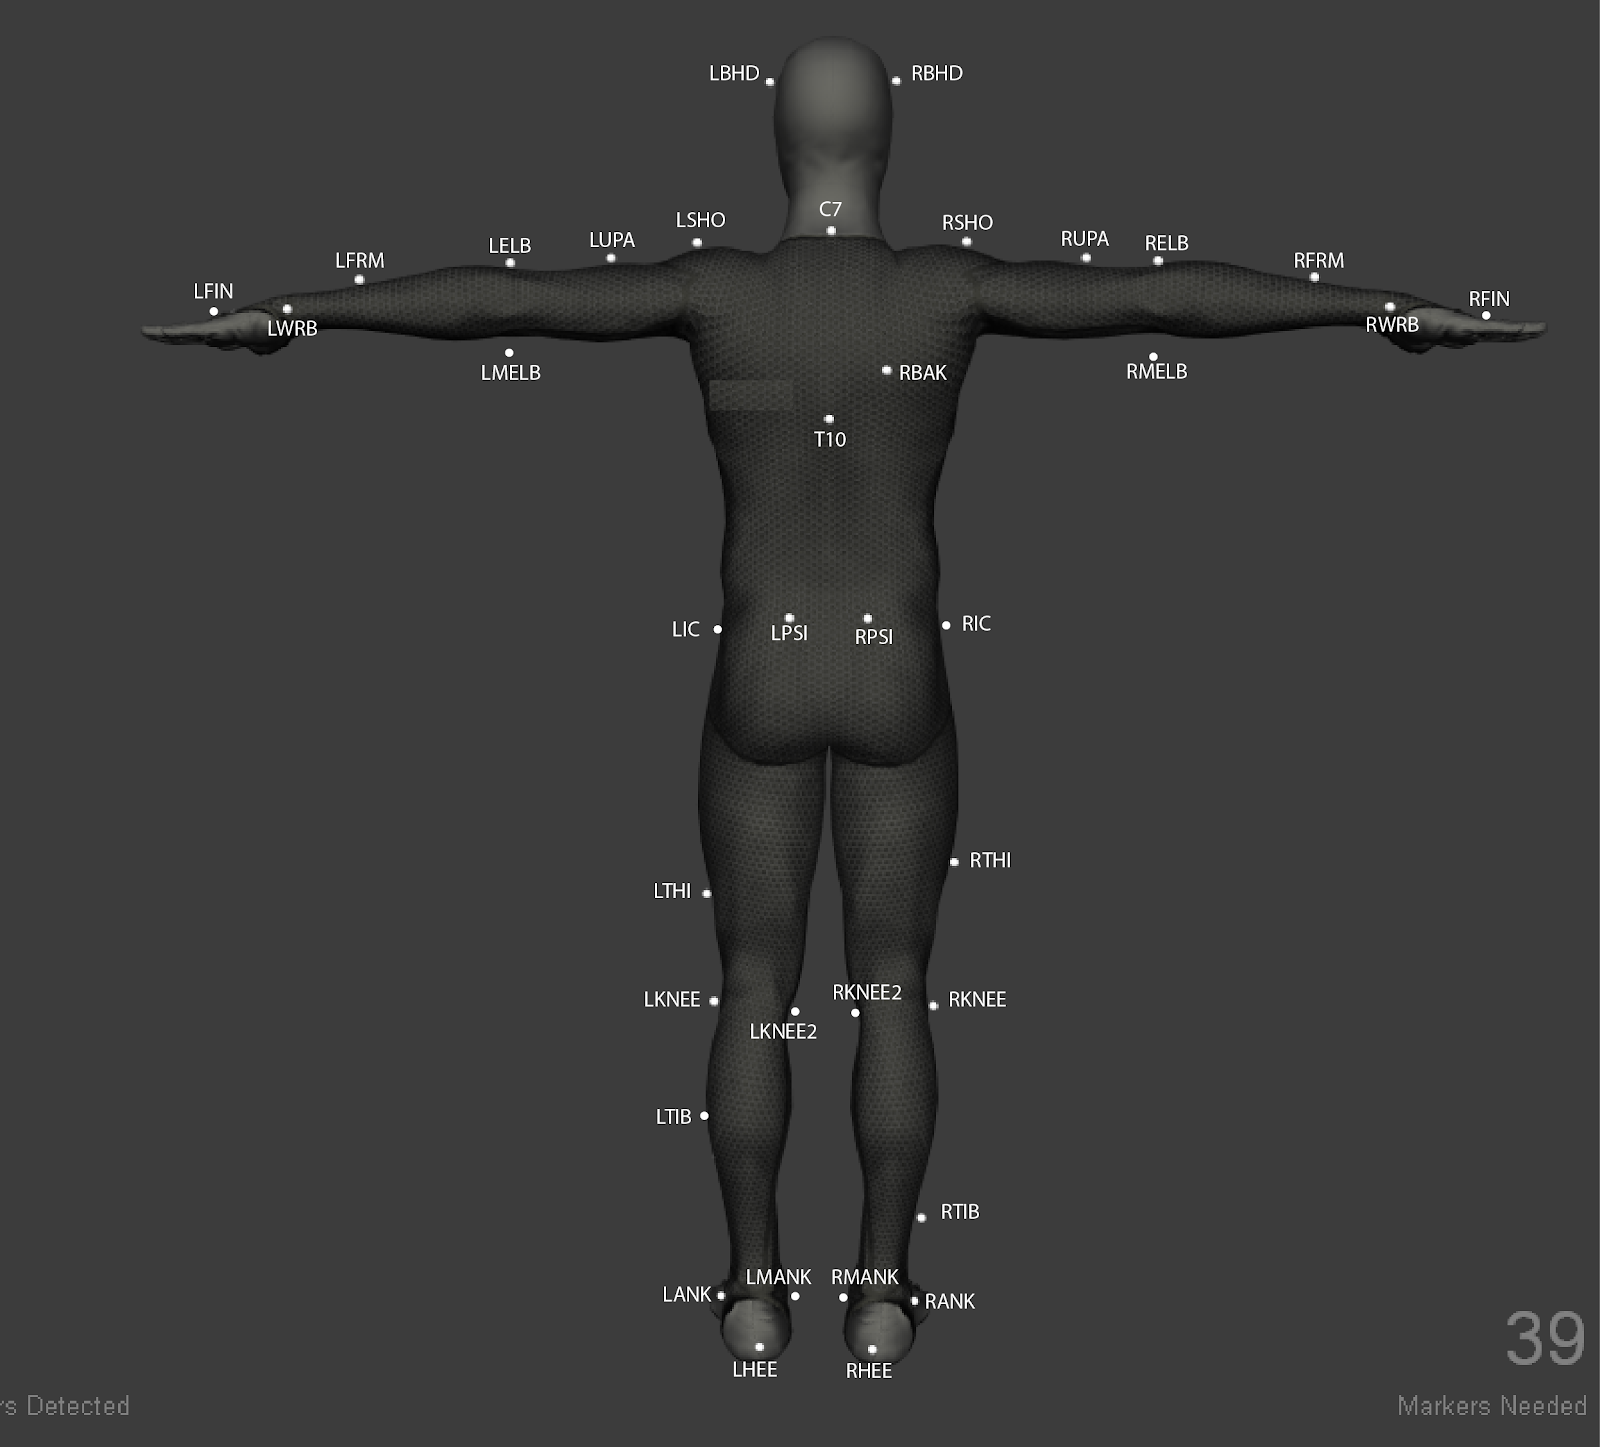 LBHD RBHD
C7
LSHO RSHO
LELB LUPA RUPA RELB
LFRM RFRM
LFIN RFIN
LWRB RWRB
LMELB RBAK RMELB
T10
LIC LPSI RPSI RIC
RTHI
LTHI
RKNEE2
LKNEE RKNEE
LKNEE2
LTIB
RTIB
LMANK RMANK
LANK RANK
LHEE RHEE
39
rs Detected Markers Needed